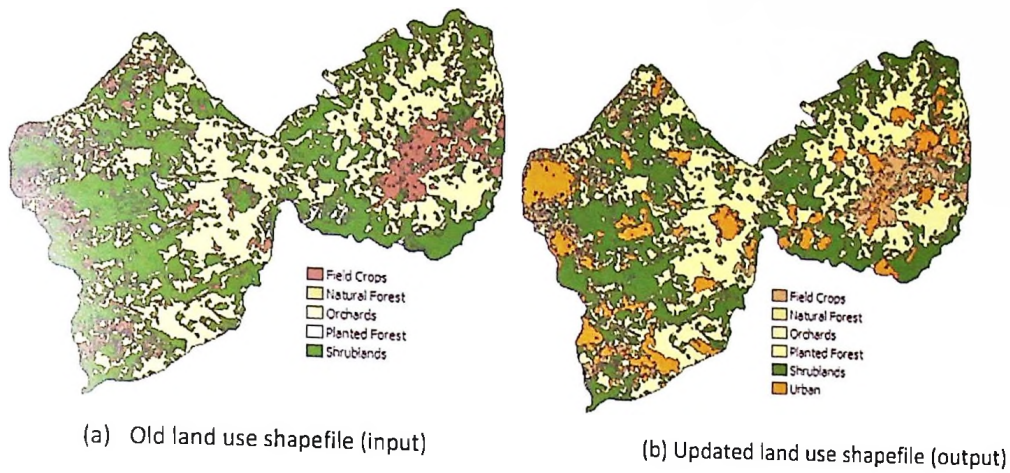 Field Crops
Natural Forest
Orchards
Planted Forest
Shrublands
Field Crops
Natural Forest
Orchards
Planted Forest
Shrublands
Urban
(a) Old land use shapefile (input)
(b) Updated land use shapefile (output)